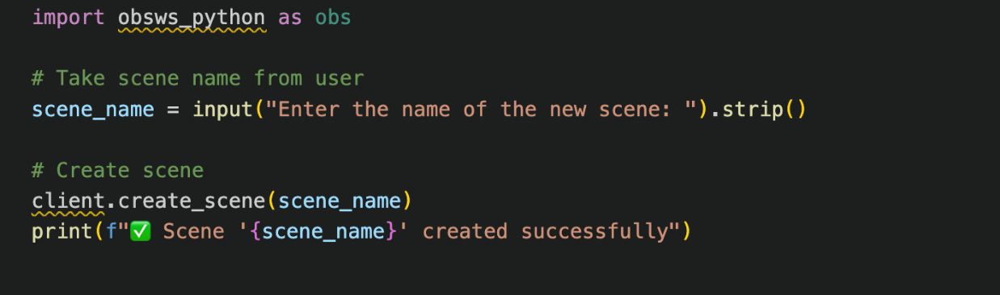 import obsws_python as obs
# Take scene name from user
scene_name = input("Enter the name of the new scene: ").strip()
# Create scene
client.create_scene(scene_name)
print(f"✅ Scene '{scene_name}' created successfully")